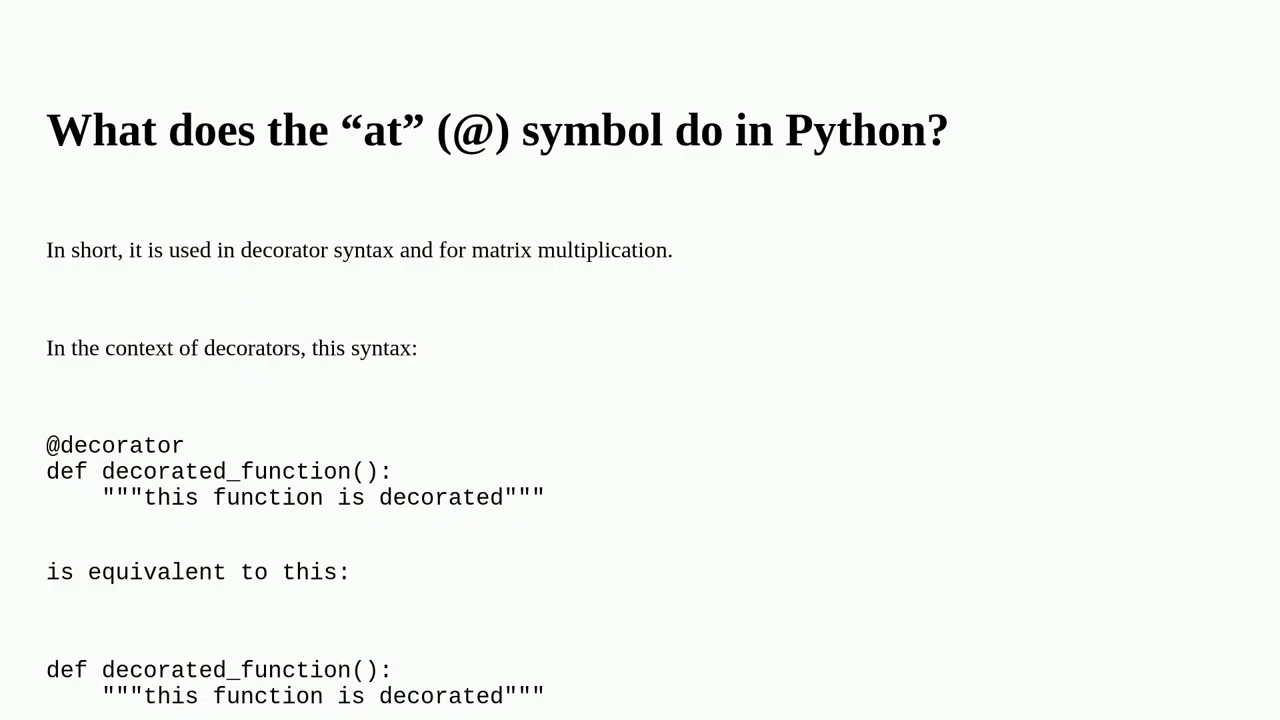 What does the “at” (@) symbol do in Python?
In short, it is used in decorator syntax and for matrix multiplication.
In the context of decorators, this syntax:
@decorator
def decorated_function():
    """this function is decorated"""
is equivalent to this:
def decorated_function():
    """this function is decorated"""